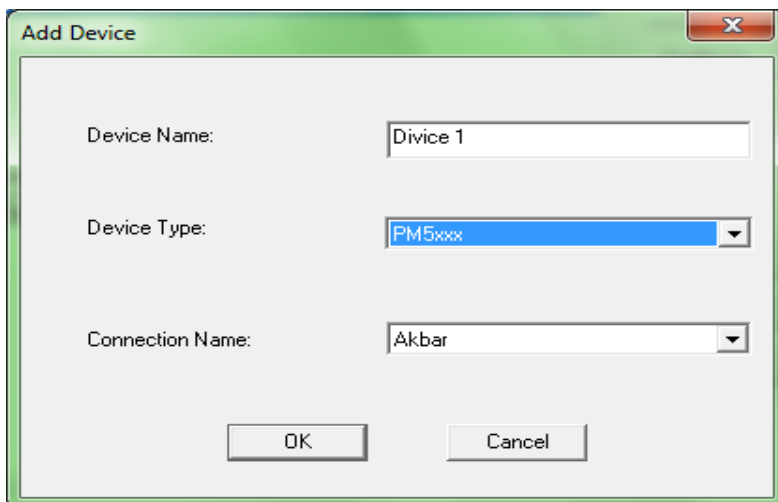 Add Device
Device Name: Divice 1
Device Type: PM5xxx
Connection Name: Akbar
OK Cancel